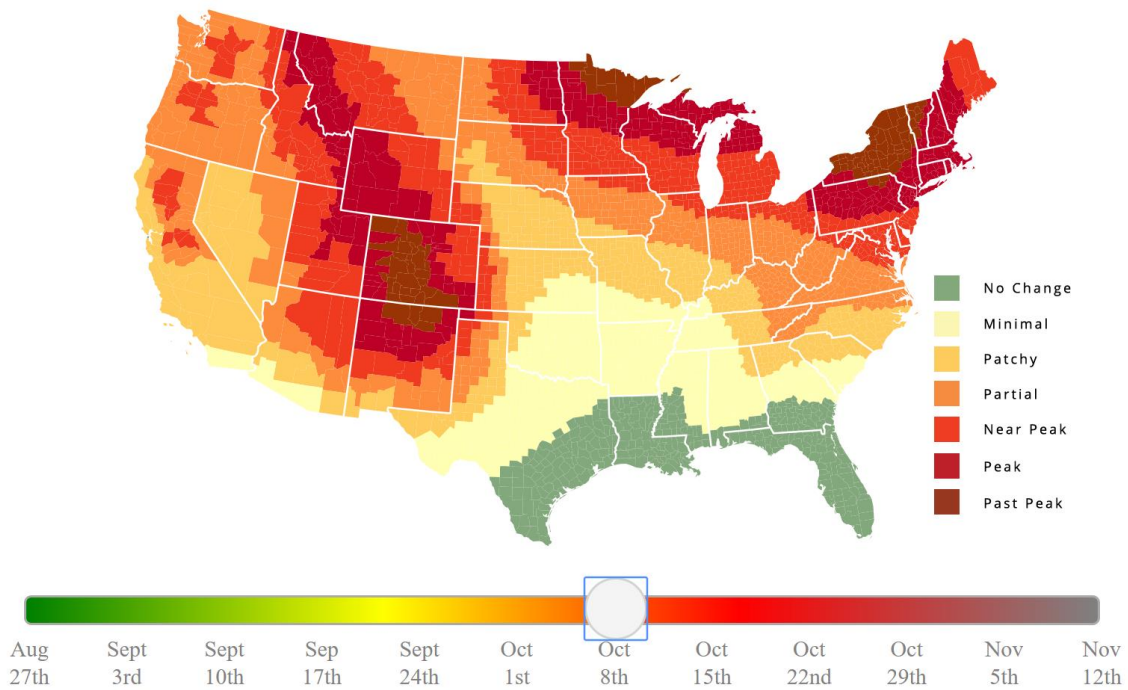 No Change
Minimal
Patchy
Partial
Near Peak
Peak
Past Peak
Aug Sept Sept Sep Sept Oct Oct Oct Oct Oct Nov Nov
27th 3rd 10th 17th 24th 1st 8th 15th 22nd 29th 5th 12th